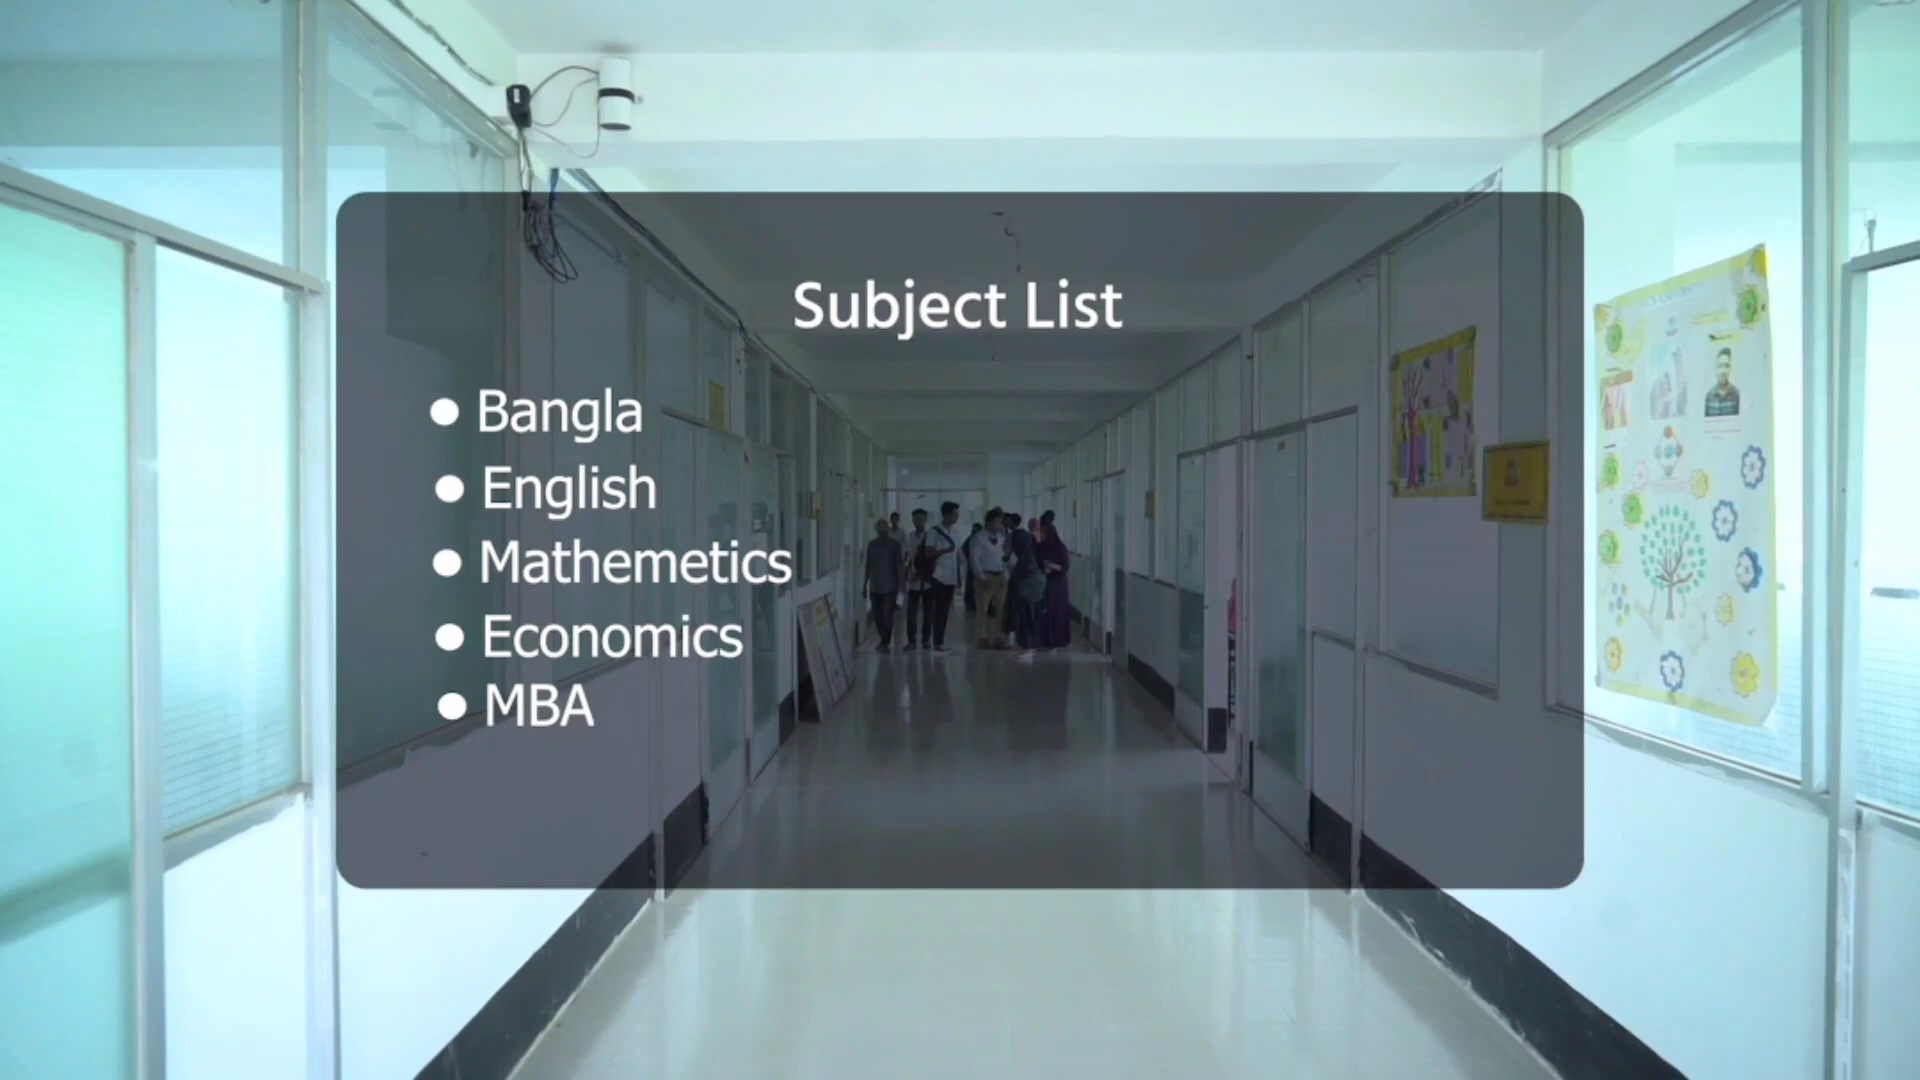 Subject List
● Bangla
● English
● Mathemetics
● Economics
● MBA